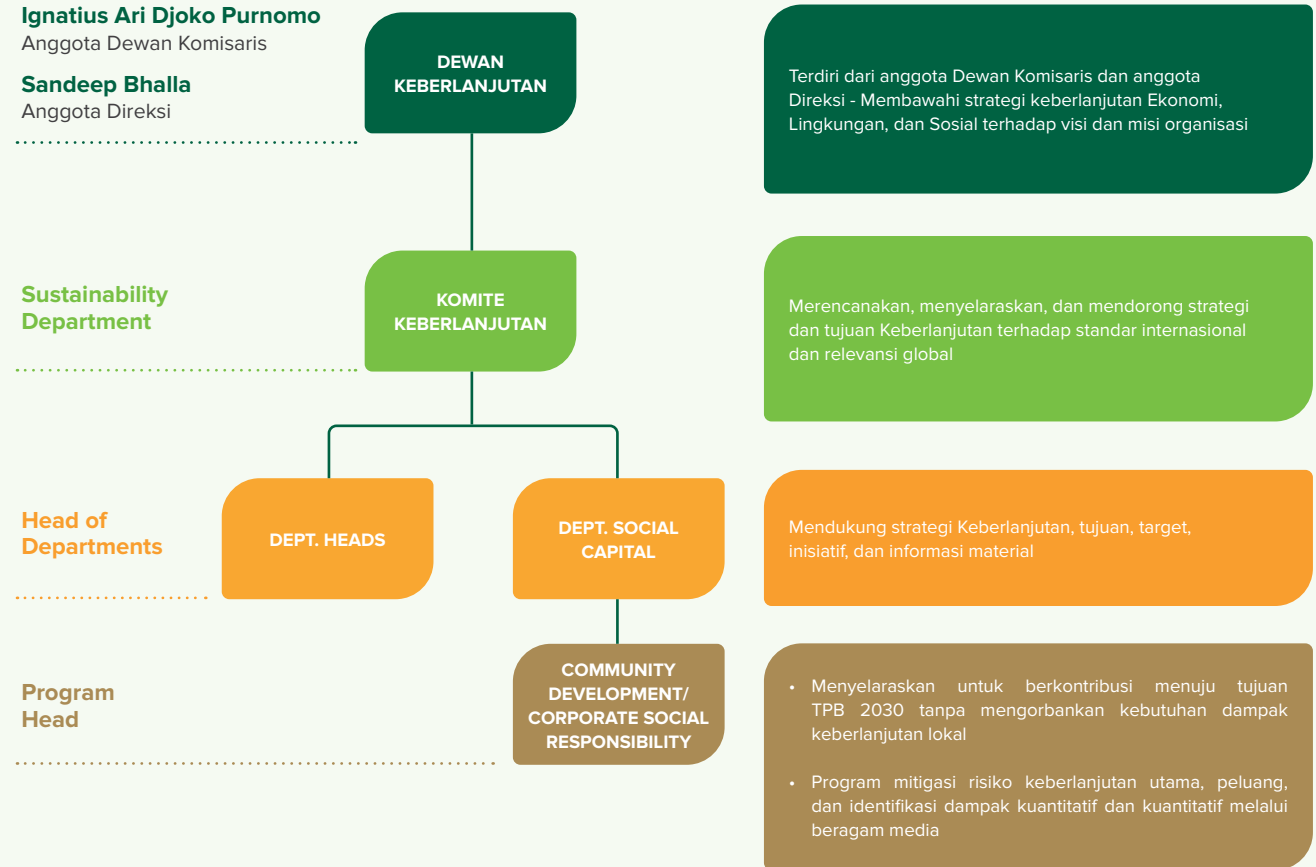 Ignatius Ari Djoko Purnomo
Anggota Dewan Komisaris
Sandeep Bhalla
Anggota Direksi
DEWAN
KEBERLANJUTAN
Terdiri dari anggota Dewan Komisaris dan anggota
Direksi - Membawahi strategi keberlanjutan Ekonomi,
Lingkungan, dan Sosial terhadap visi dan misi organisasi
Sustainability
Department
KOMITE
KEBERLANJUTAN
Merencanakan, menyelaraskan, dan mendorong strategi
dan tujuan Keberlanjutan terhadap standar internasional
dan relevansi global
Head of
Departments
DEPT. HEADS
DEPT. SOCIAL
CAPITAL
Mendukung strategi Keberlanjutan, tujuan, target,
inisiatif, dan informasi material
Program
Head
COMMUNITY
DEVELOPMENT/
CORPORATE SOCIAL
RESPONSIBILITY
• Menyelaraskan untuk berkontribusi menuju tujuan
TPB 2030 tanpa mengorbankan kebutuhan dampak
keberlanjutan lokal
• Program mitigasi risiko keberlanjutan utama, peluang,
dan identifikasi dampak kuantitatif dan kuantitatif melalui
beragam media